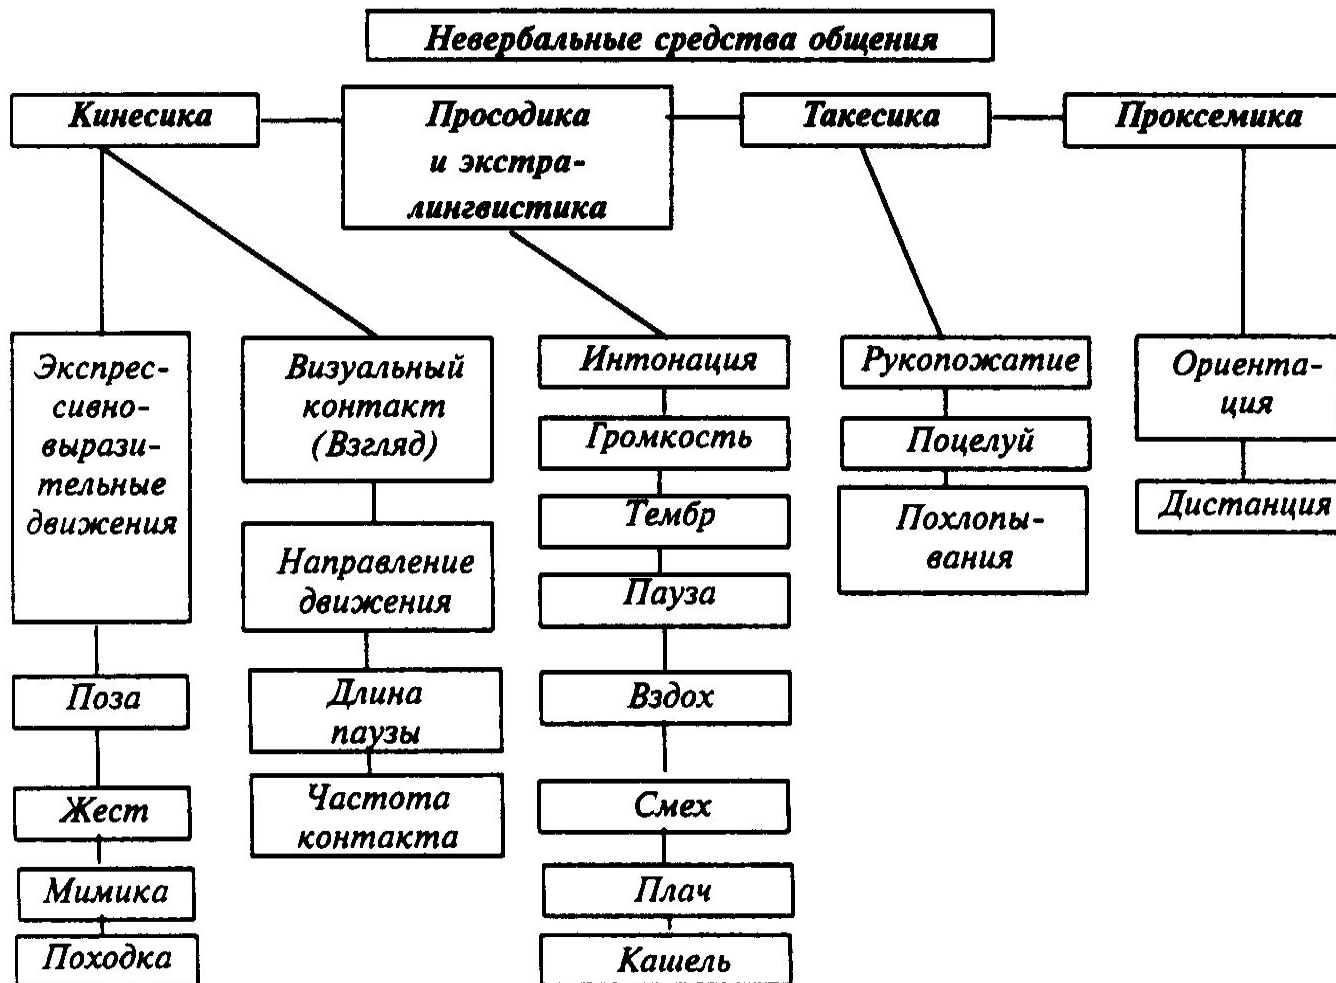 Невербальные средства общения
Кинесика
Просодика
и экстра-
лингвистика
Такесика
Проксемика
Экспрес-
сивно-
вырази-
тельные
движения
Поза
Жест
Мимика
Походка
Визуальный
контакт
(Взгляд)
Направление
движения
Длина
паузы
Частота
контакта
Интонация
Громкость
Тембр
Пауза
Вздох
Смех
Плач
Кашель
Рукопожатие
Поцелуй
Похлопы-
вания
Ориента-
ция
Дистанция